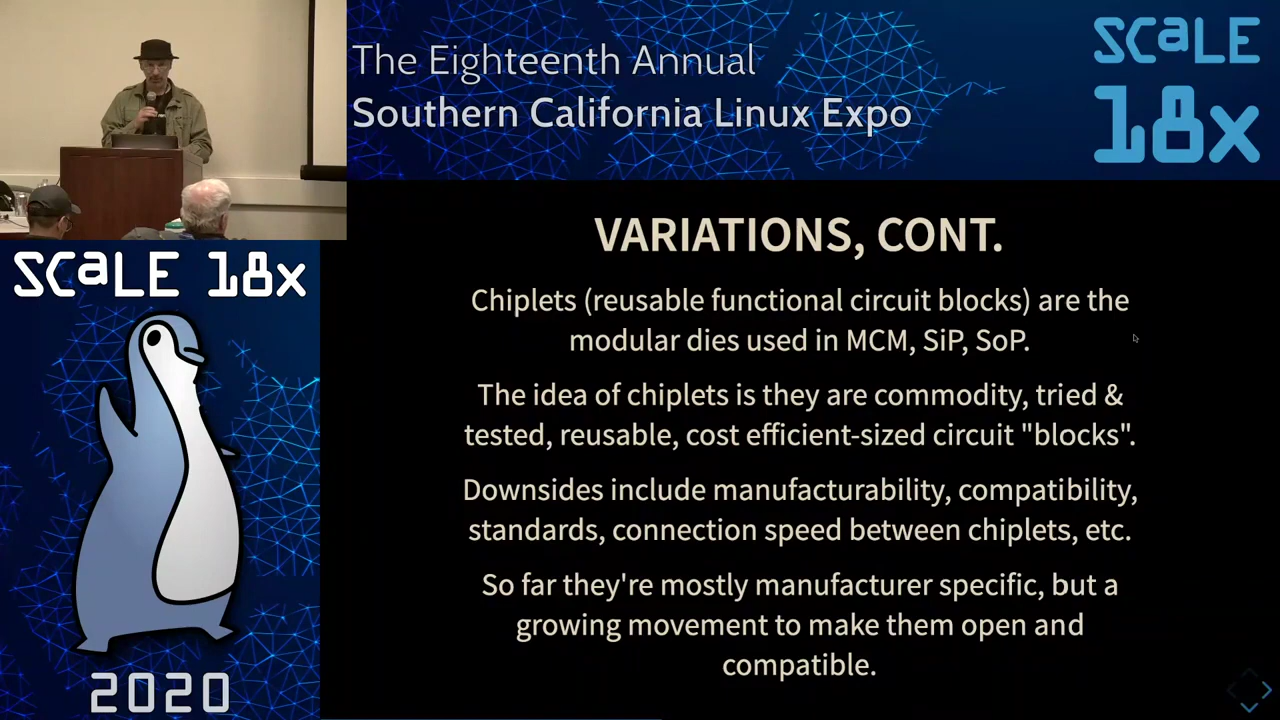 The Eighteenth Annual
Southern California Linux Expo
SCaLE
18x
SCaLE 18x
2020
VARIATIONS, CONT.
Chiplets (reusable functional circuit blocks) are the
modular dies used in MCM, SiP, SoP.
The idea of chiplets is they are commodity, tried &
tested, reusable, cost efficient-sized circuit "blocks".
Downsides include manufacturability, compatibility,
standards, connection speed between chiplets, etc.
So far they're mostly manufacturer specific, but a
growing movement to make them open and
compatible.